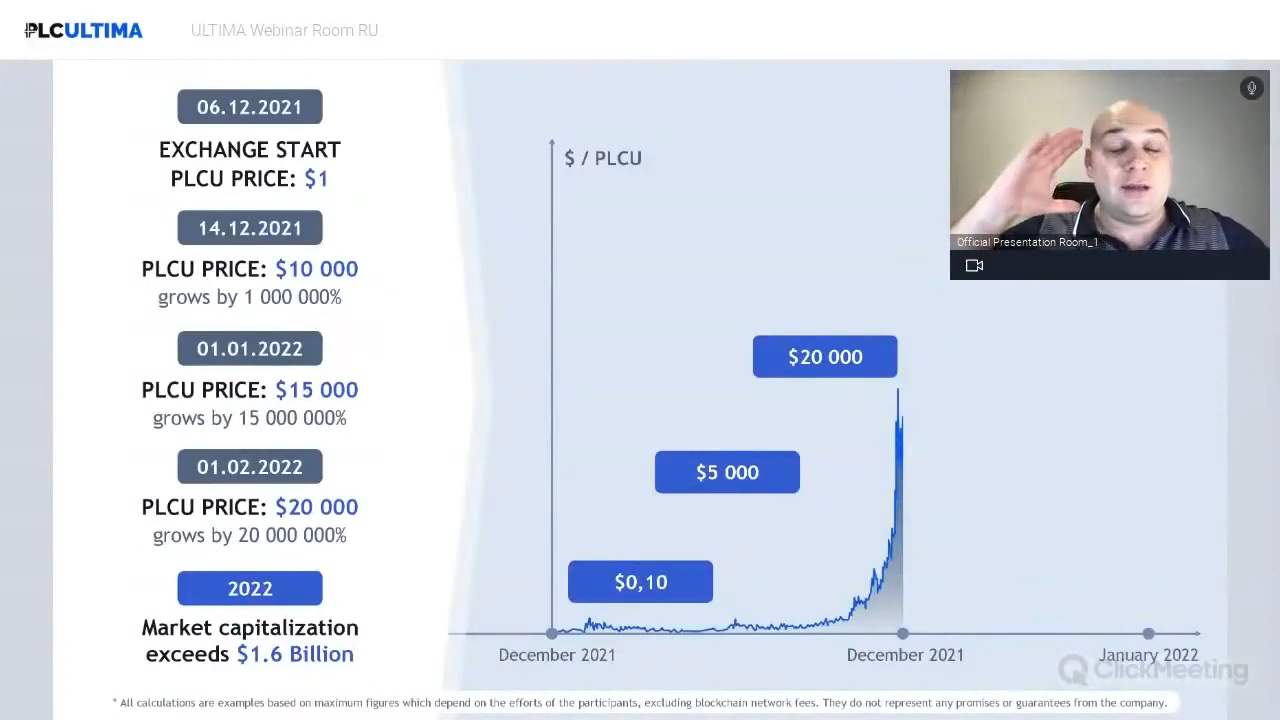 PLCULTIMA
ULTIMA Webinar Room RU
06.12.2021
EXCHANGE START
PLCU PRICE: $1
14.12.2021
PLCU PRICE: $10 000
grows by 1 000 000%
01.01.2022
PLCU PRICE: $15 000
grows by 15 000 000%
01.02.2022
PLCU PRICE: $20 000
grows by 20 000 000%
2022
Market capitalization
exceeds $1.6 Billion
$ / PLCU
$20 000
$5 000
$0,10
December 2021
December 2021
January 2022
Official Presentation Room_1
ClickMeeting
* All calculations are examples based on maximum figures which depend on the efforts of the participants, excluding blockchain network fees. They do not represent any promises or guarantees from the company.